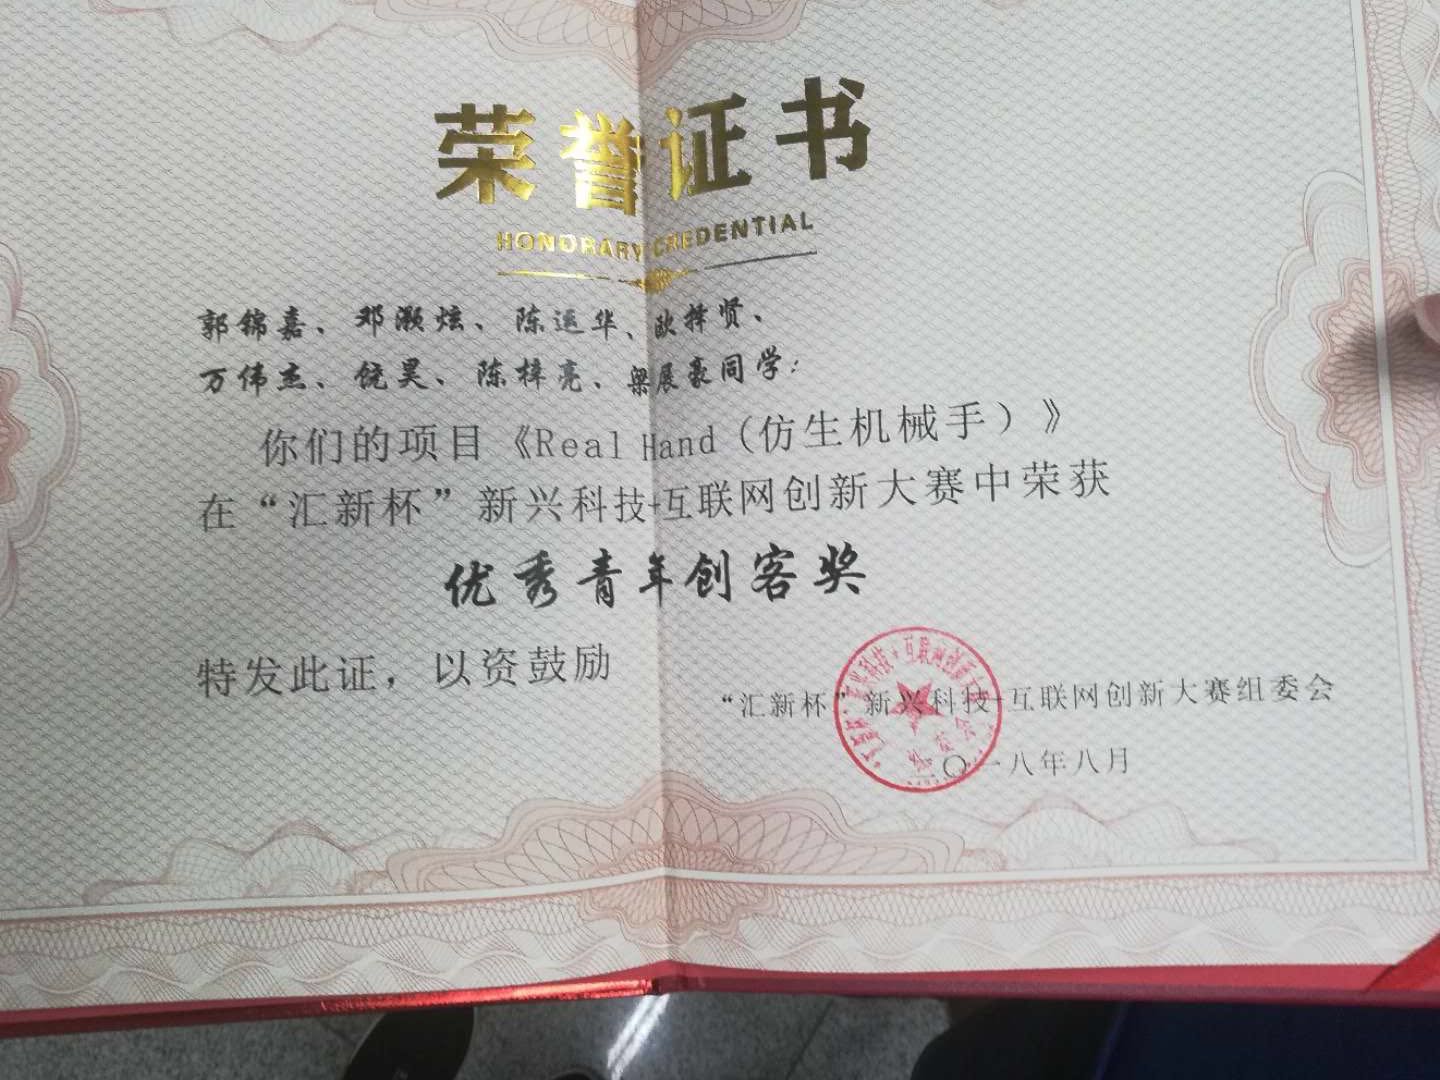 荣誉证书
HONORARY CREDENTIAL
郭锦嘉、邓灏炫、陈运华、欧择贤、
万伟杰、饶昊、陈梓亮、梁展豪同学：
你们的项目《Real Hand（仿生机械手）》
在“汇新杯”新兴科技+互联网创新大赛中荣获
优秀青年创客奖
特发此证，以资鼓励
“汇新杯”新兴科技+互联网创新大赛组委会
二〇一八年八月